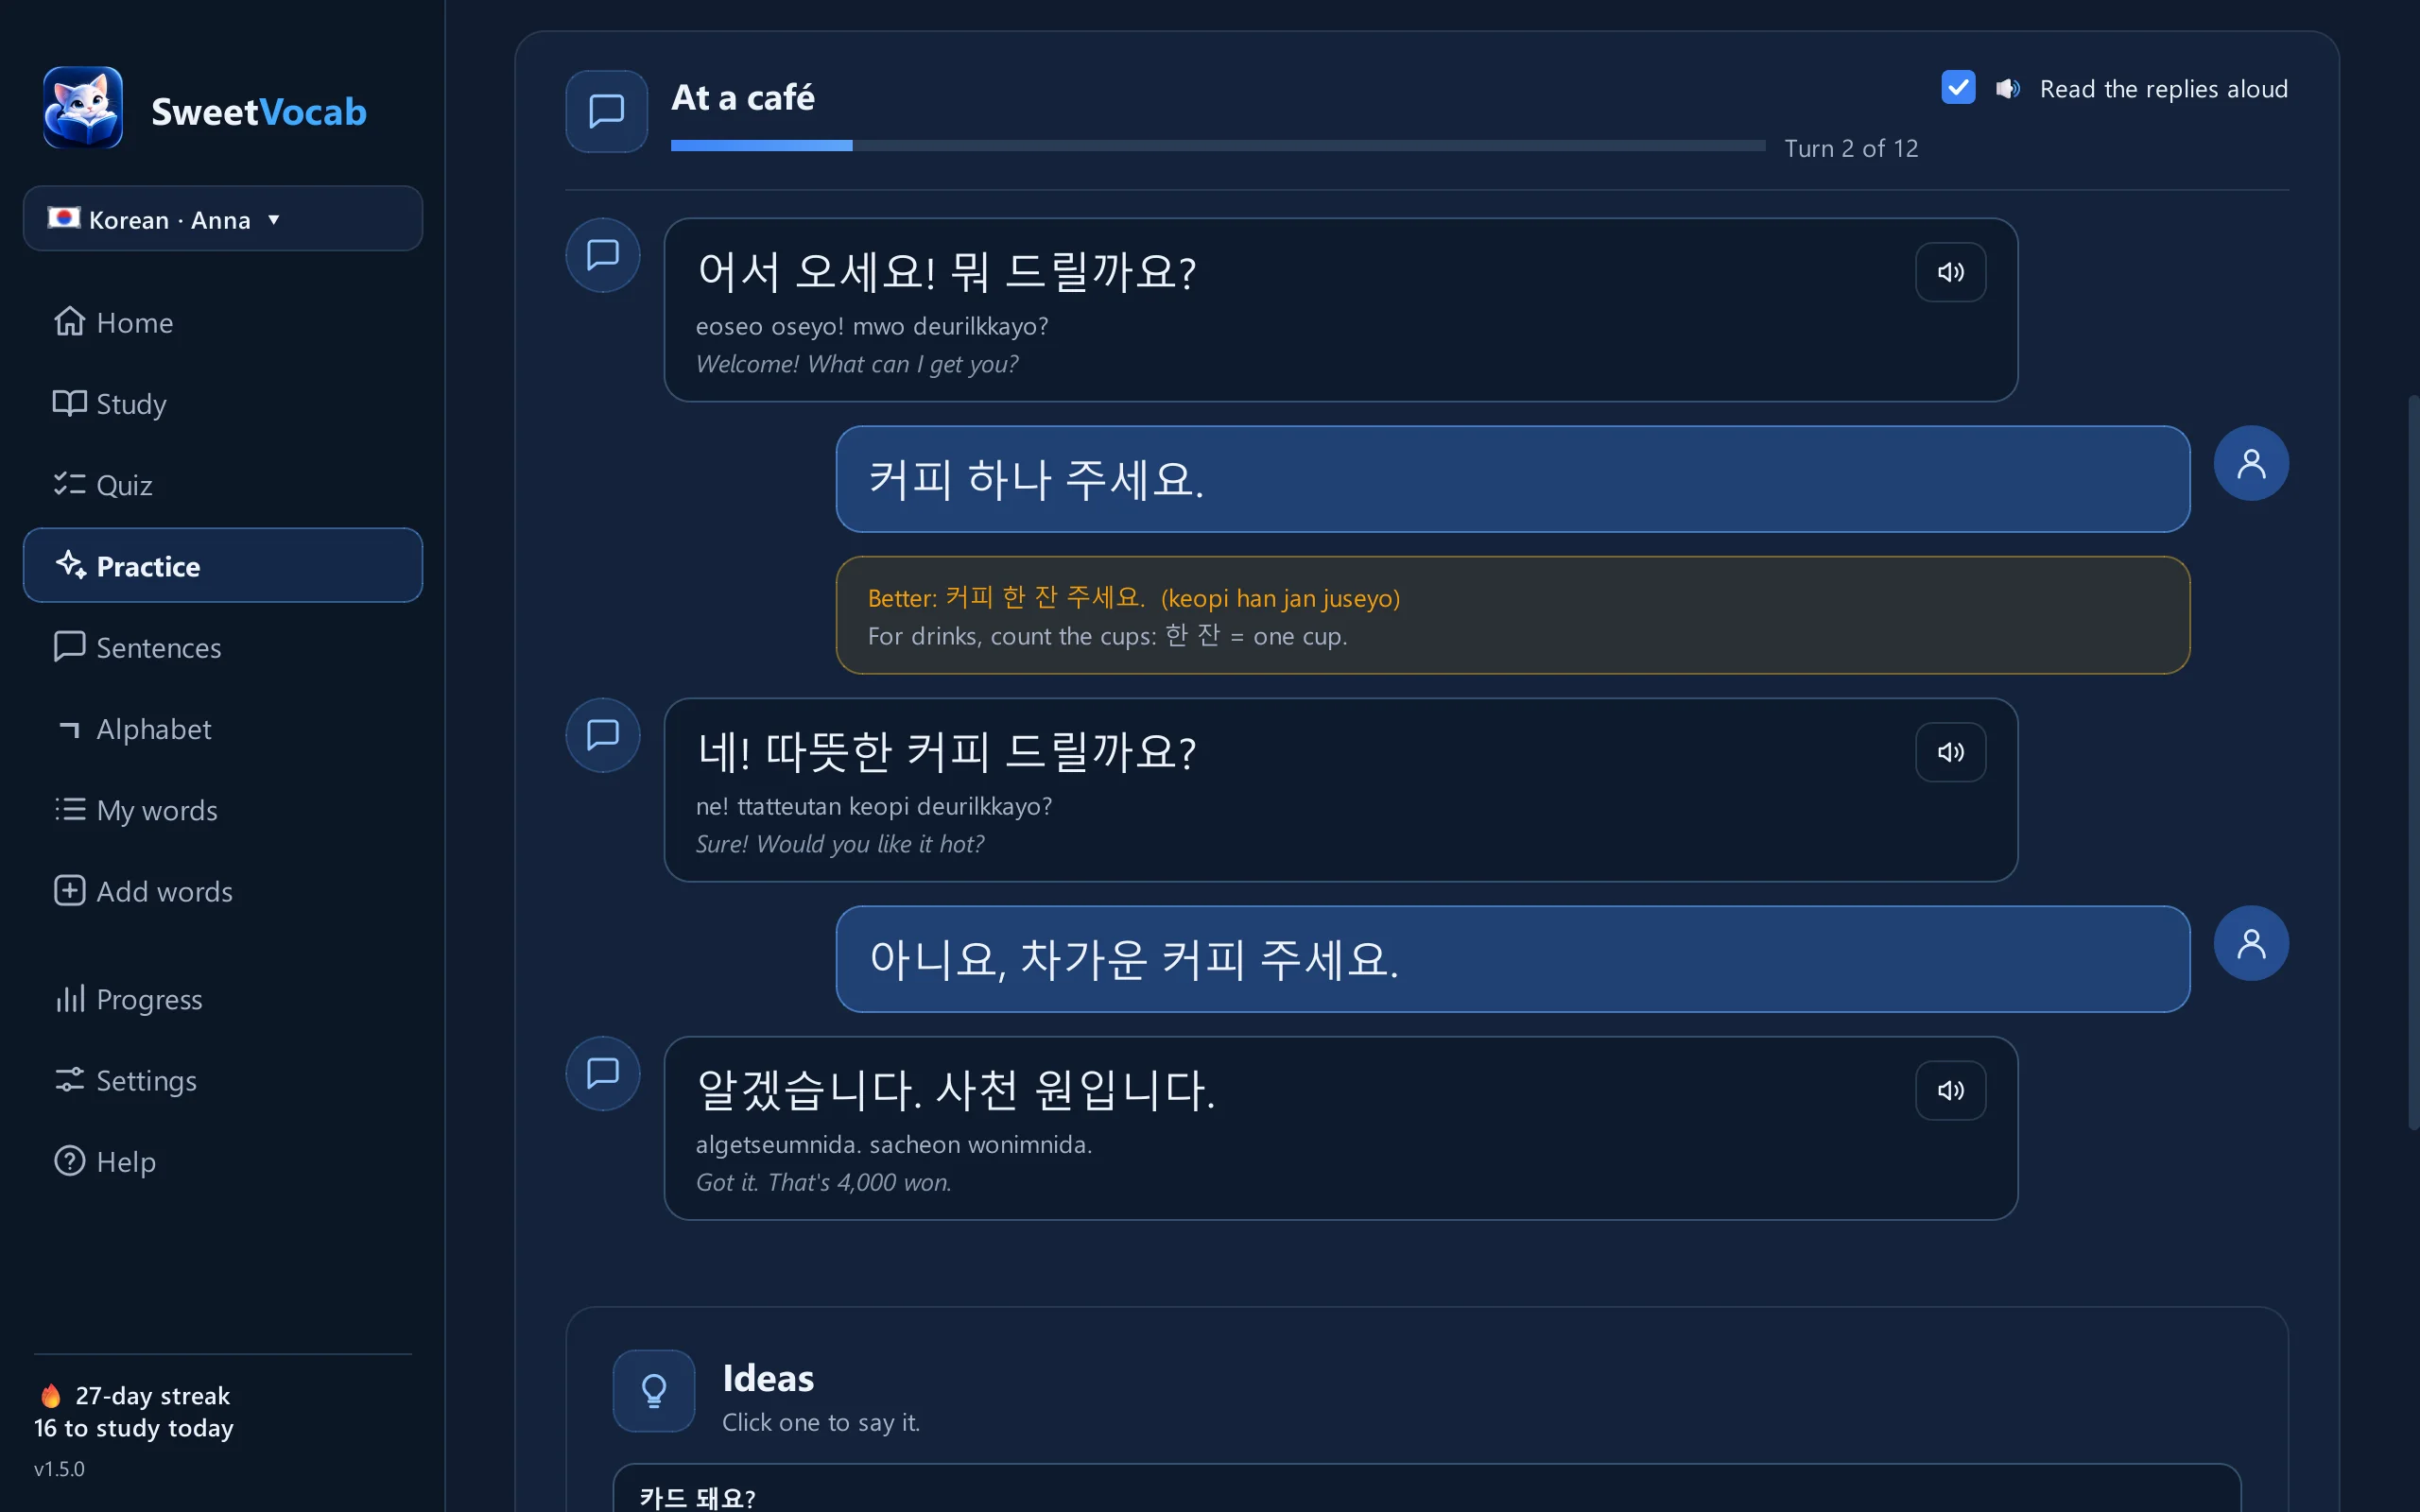 SweetVocab
Korean · Anna ▼
Home
Study
Quiz
Practice
Sentences
Alphabet
My words
Add words
Progress
Settings
Help
27-day streak
16 to study today
v1.5.0
At a café
Turn 2 of 12
Read the replies aloud
어서 오세요! 뭐 드릴까요?
eoseo oseyo! mwo deurilkkayo?
Welcome! What can I get you?
커피 하나 주세요.
Better: 커피 한 잔 주세요. (keopi han jan juseyo)
For drinks, count the cups: 한 잔 = one cup.
네! 따뜻한 커피 드릴까요?
ne! ttatteutan keopi deurilkkayo?
Sure! Would you like it hot?
아니요, 차가운 커피 주세요.
알겠습니다. 사천 원입니다.
algetseumnida. sacheon wonimnida.
Got it. That's 4,000 won.
Ideas
Click one to say it.
카드 돼요?